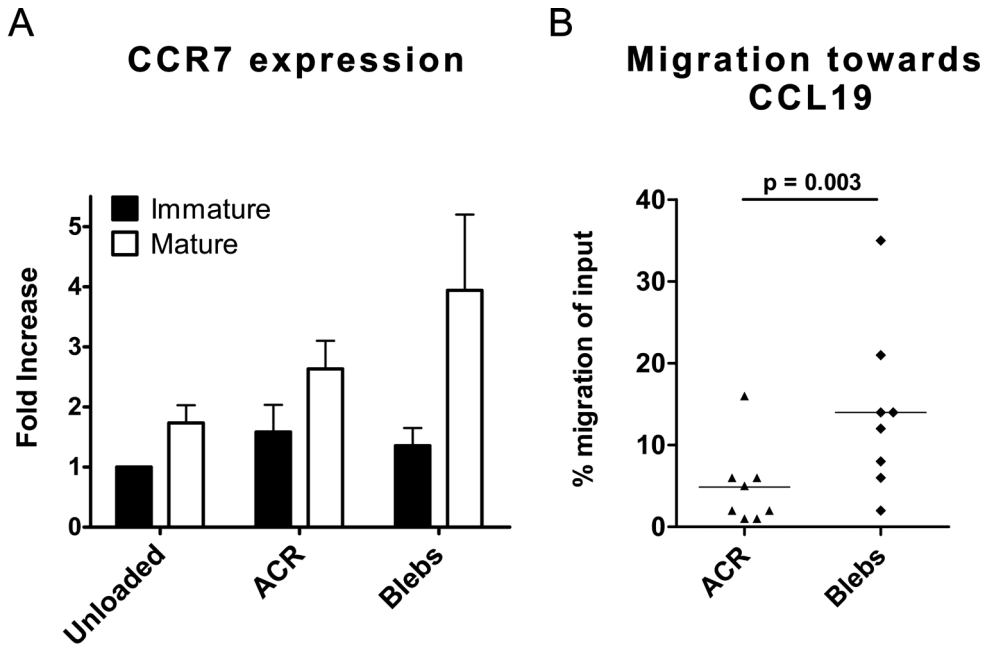 A
CCR7 expression
Immature
Mature
Fold Increase
5
4
3
2
1
0
Unloaded
ACR
Blebs
B
Migration towards
CCL19
p = 0.003
% migration of input
40
30
20
10
0
ACR
Blebs